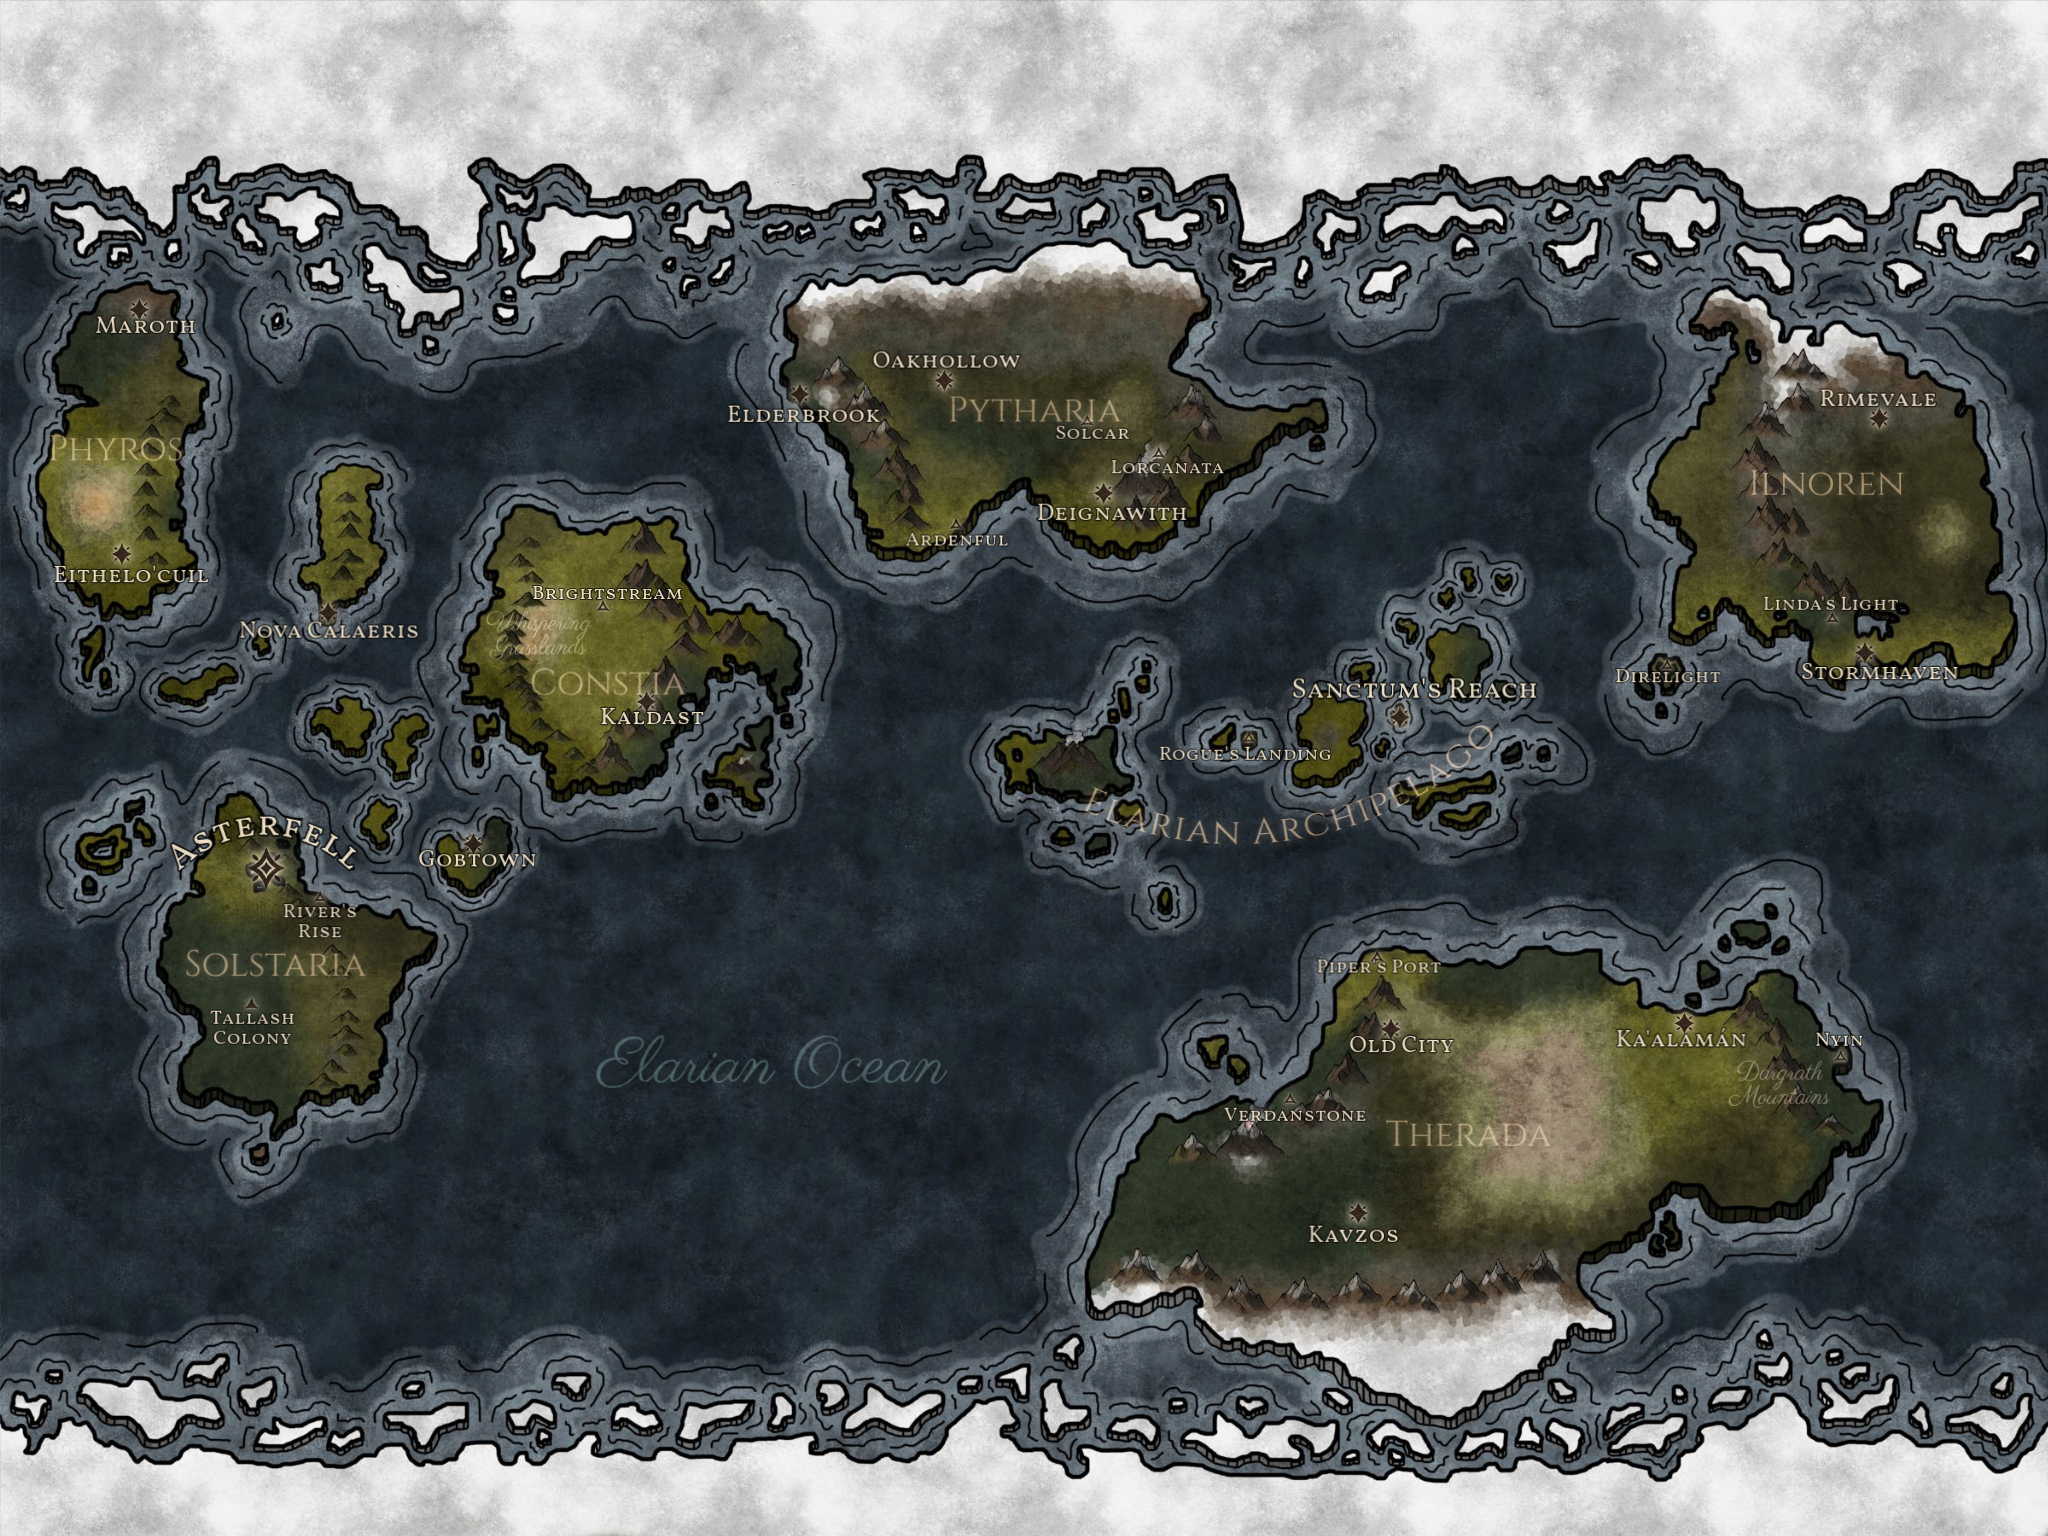 Maroth
Oakhollow
Elderbrook
Pytharia
Solcar
Rimevale
Phyros
Lorcanata
Ilnoren
Deignawith
Ardenful
Eithelo'cuil
Brightstream
Nova Calaeris
Whispering
Grasslands
Linda's Light
Constia
Direlight
Stormhaven
Kaldast
Sanctum's Reach
Rogue's Landing
Elarian Archipelago
Asterfell
Gobtown
River's
Rise
Solstaria
Piper's Port
Tallash
Colony
Old City
Ka'alamán
Nyin
Elarian Ocean
Dargrath
Mountains
Verdanstone
Therada
Kavzos